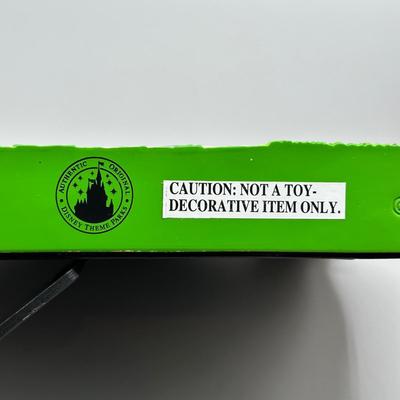 AUTHENTIC ORIGINAL
DISNEY THEME PARKS
CAUTION: NOT A TOY-
DECORATIVE ITEM ONLY.